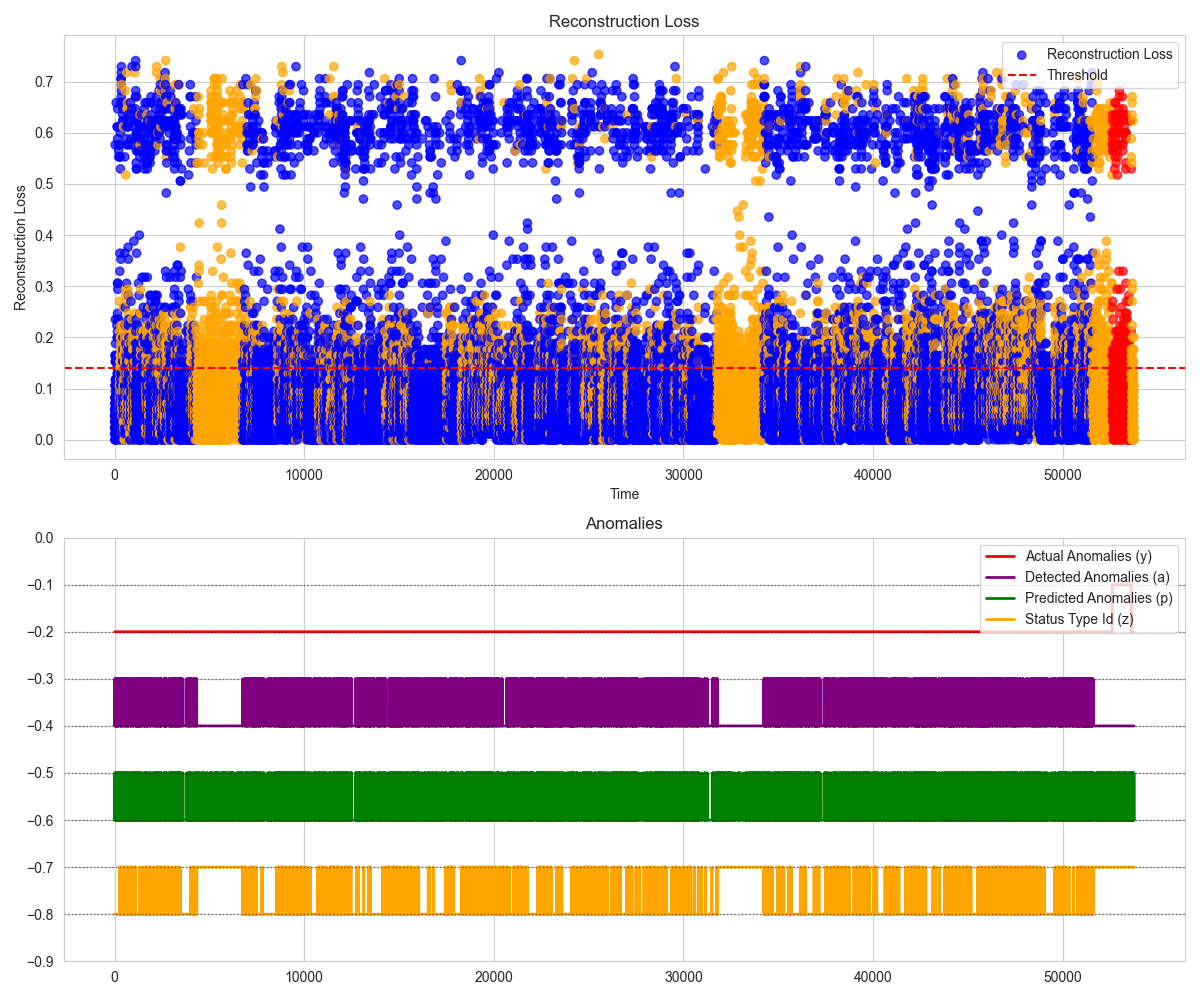 Reconstruction Loss
Reconstruction Loss
Threshold
Reconstruction Loss
0.7
0.6
0.5
0.4
0.3
0.2
0.1
0.0
0 10000 20000 30000 40000 50000
Time
Anomalies
Actual Anomalies (y)
Detected Anomalies (a)
Predicted Anomalies (p)
Status Type Id (z)
0.0
−0.1
−0.2
−0.3
−0.4
−0.5
−0.6
−0.7
−0.8
−0.9
0 10000 20000 30000 40000 50000